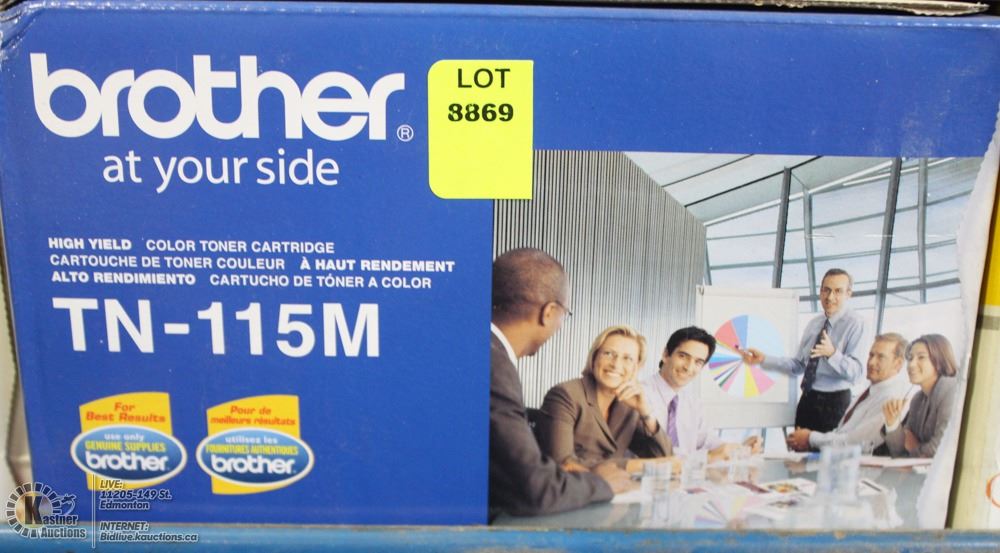 brother®
at your side
LOT
8869
HIGH YIELD COLOR TONER CARTRIDGE
CARTOUCHE DE TONER COULEUR À HAUT RENDEMENT
ALTO RENDIMIENTO CARTUCHO DE TÓNER A COLOR
TN-115M
For
Best Results
use only
GENUINE SUPPLIES
brother
Pour de
meilleurs résultats
utilisez les
FOURNITURES AUTHENTIQUES
brother
Kastner
Auctions
LIVE:
11205-149 St.
Edmonton
INTERNET:
Bidlive.kauctions.ca